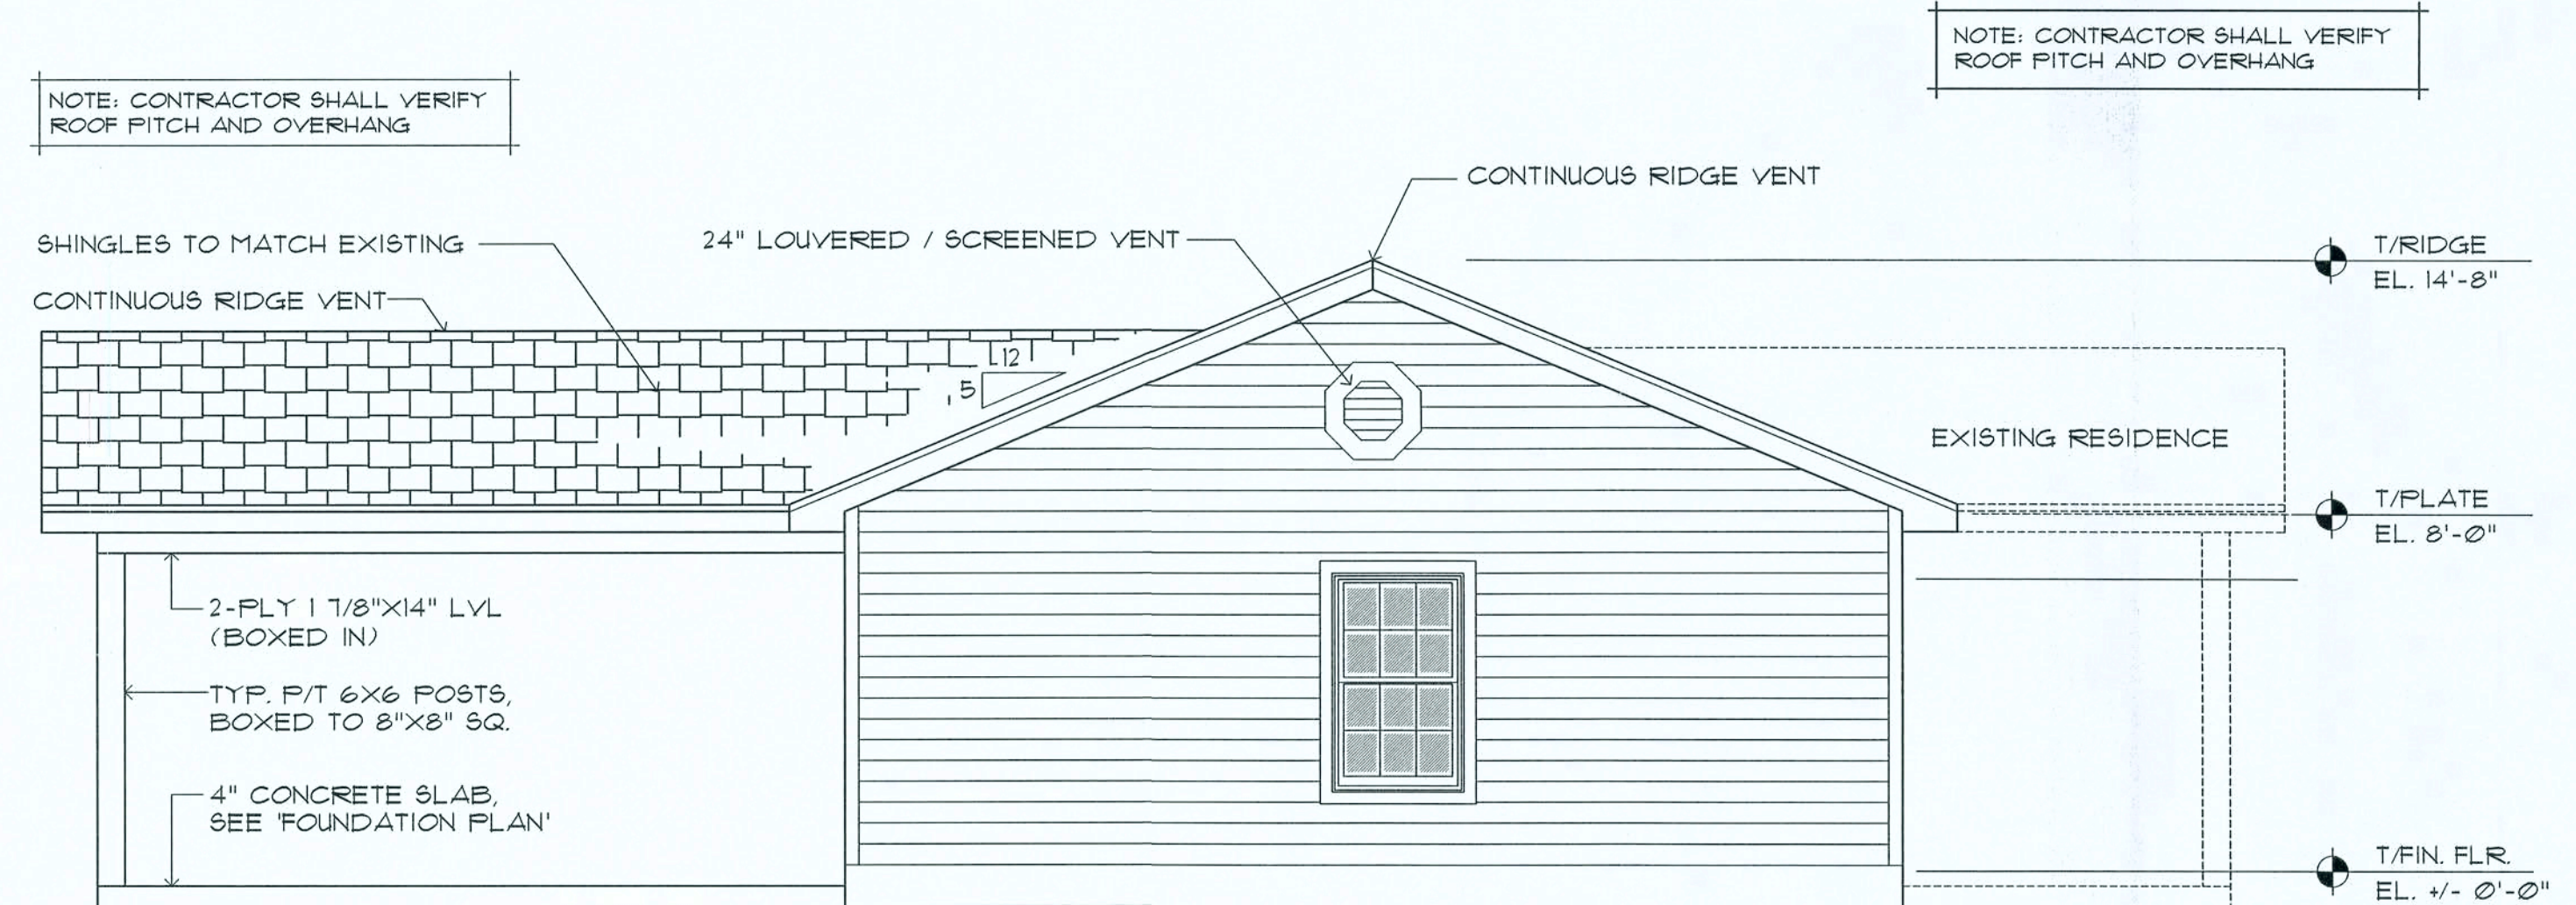 NOTE: CONTRACTOR SHALL VERIFY
ROOF PITCH AND OVERHANG
NOTE: CONTRACTOR SHALL VERIFY
ROOF PITCH AND OVERHANG
CONTINUOUS RIDGE VENT
SHINGLES TO MATCH EXISTING
24" LOUVERED / SCREENED VENT
CONTINUOUS RIDGE VENT
T/RIDGE
EL. 14'-8"
12
5
EXISTING RESIDENCE
T/PLATE
EL. 8'-0"
2-PLY 1 7/8"X14" LVL
(BOXED IN)
TYP. P/T 6X6 POSTS,
BOXED TO 8"X8" SQ.
4" CONCRETE SLAB,
SEE 'FOUNDATION PLAN'
T/FIN. FLR.
EL. +/- 0'-0"